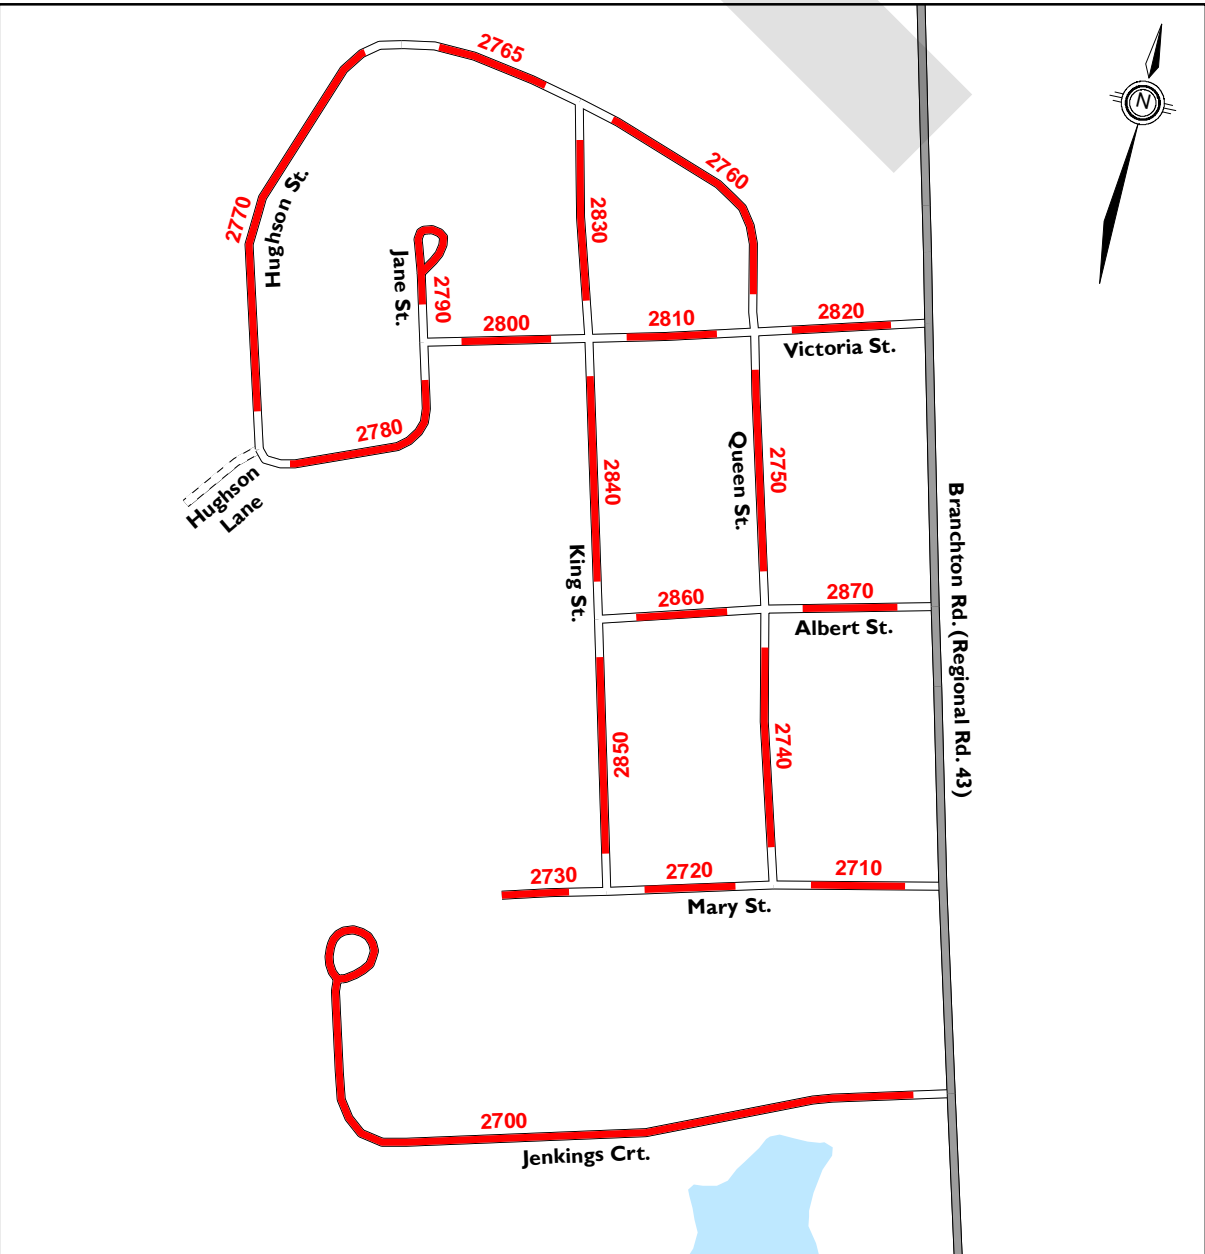 2765
N
2760
2770
Hughson St.
2830
Jane St.
2790
2800
2810
2820
Victoria St.
2780
Queen St.
2750
2840
Hughson
Lane
Branchton Rd. (Regional Rd. 43)
King St.
2860
2870
Albert St.
2850
2740
2730
2720
2710
Mary St.
2700
Jenkings Crt.